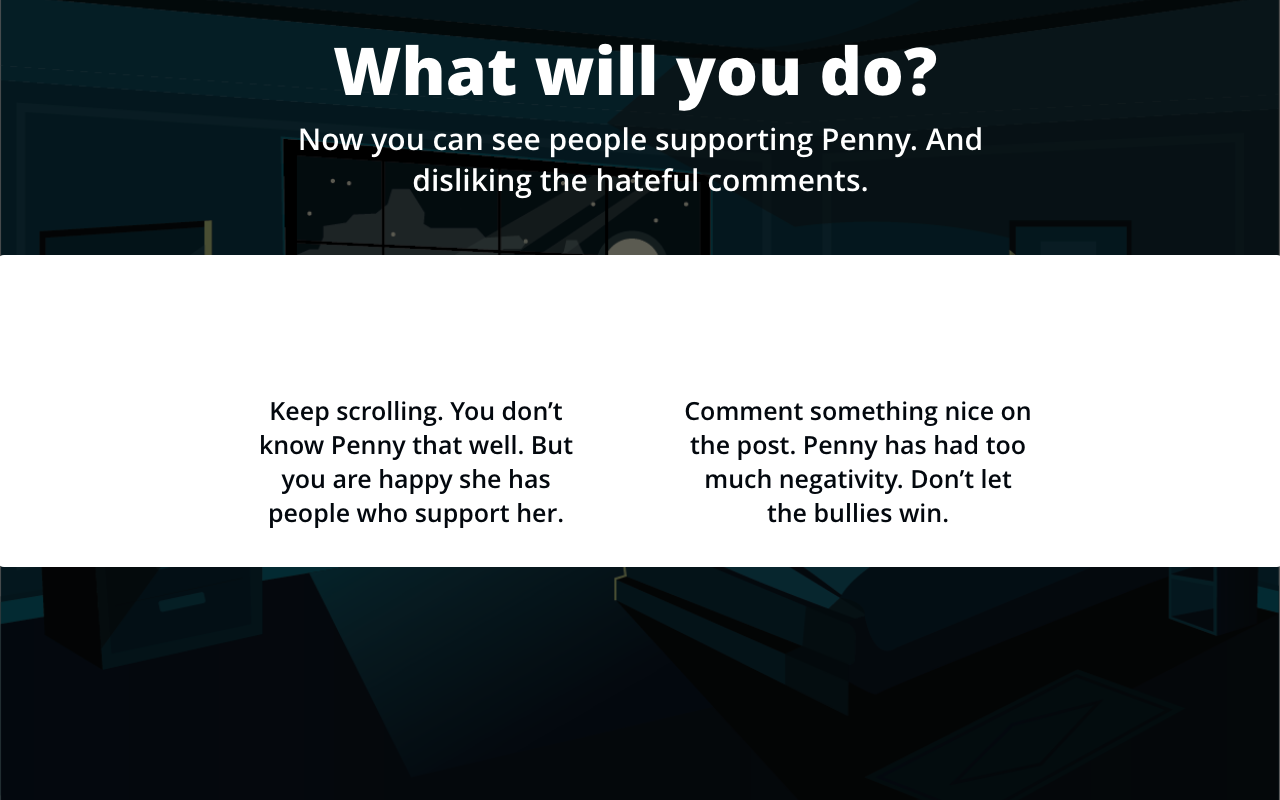 What will you do?
Now you can see people supporting Penny. And
disliking the hateful comments.
Keep scrolling. You don’t
know Penny that well. But
you are happy she has
people who support her.
Comment something nice on
the post. Penny has had too
much negativity. Don’t let
the bullies win.